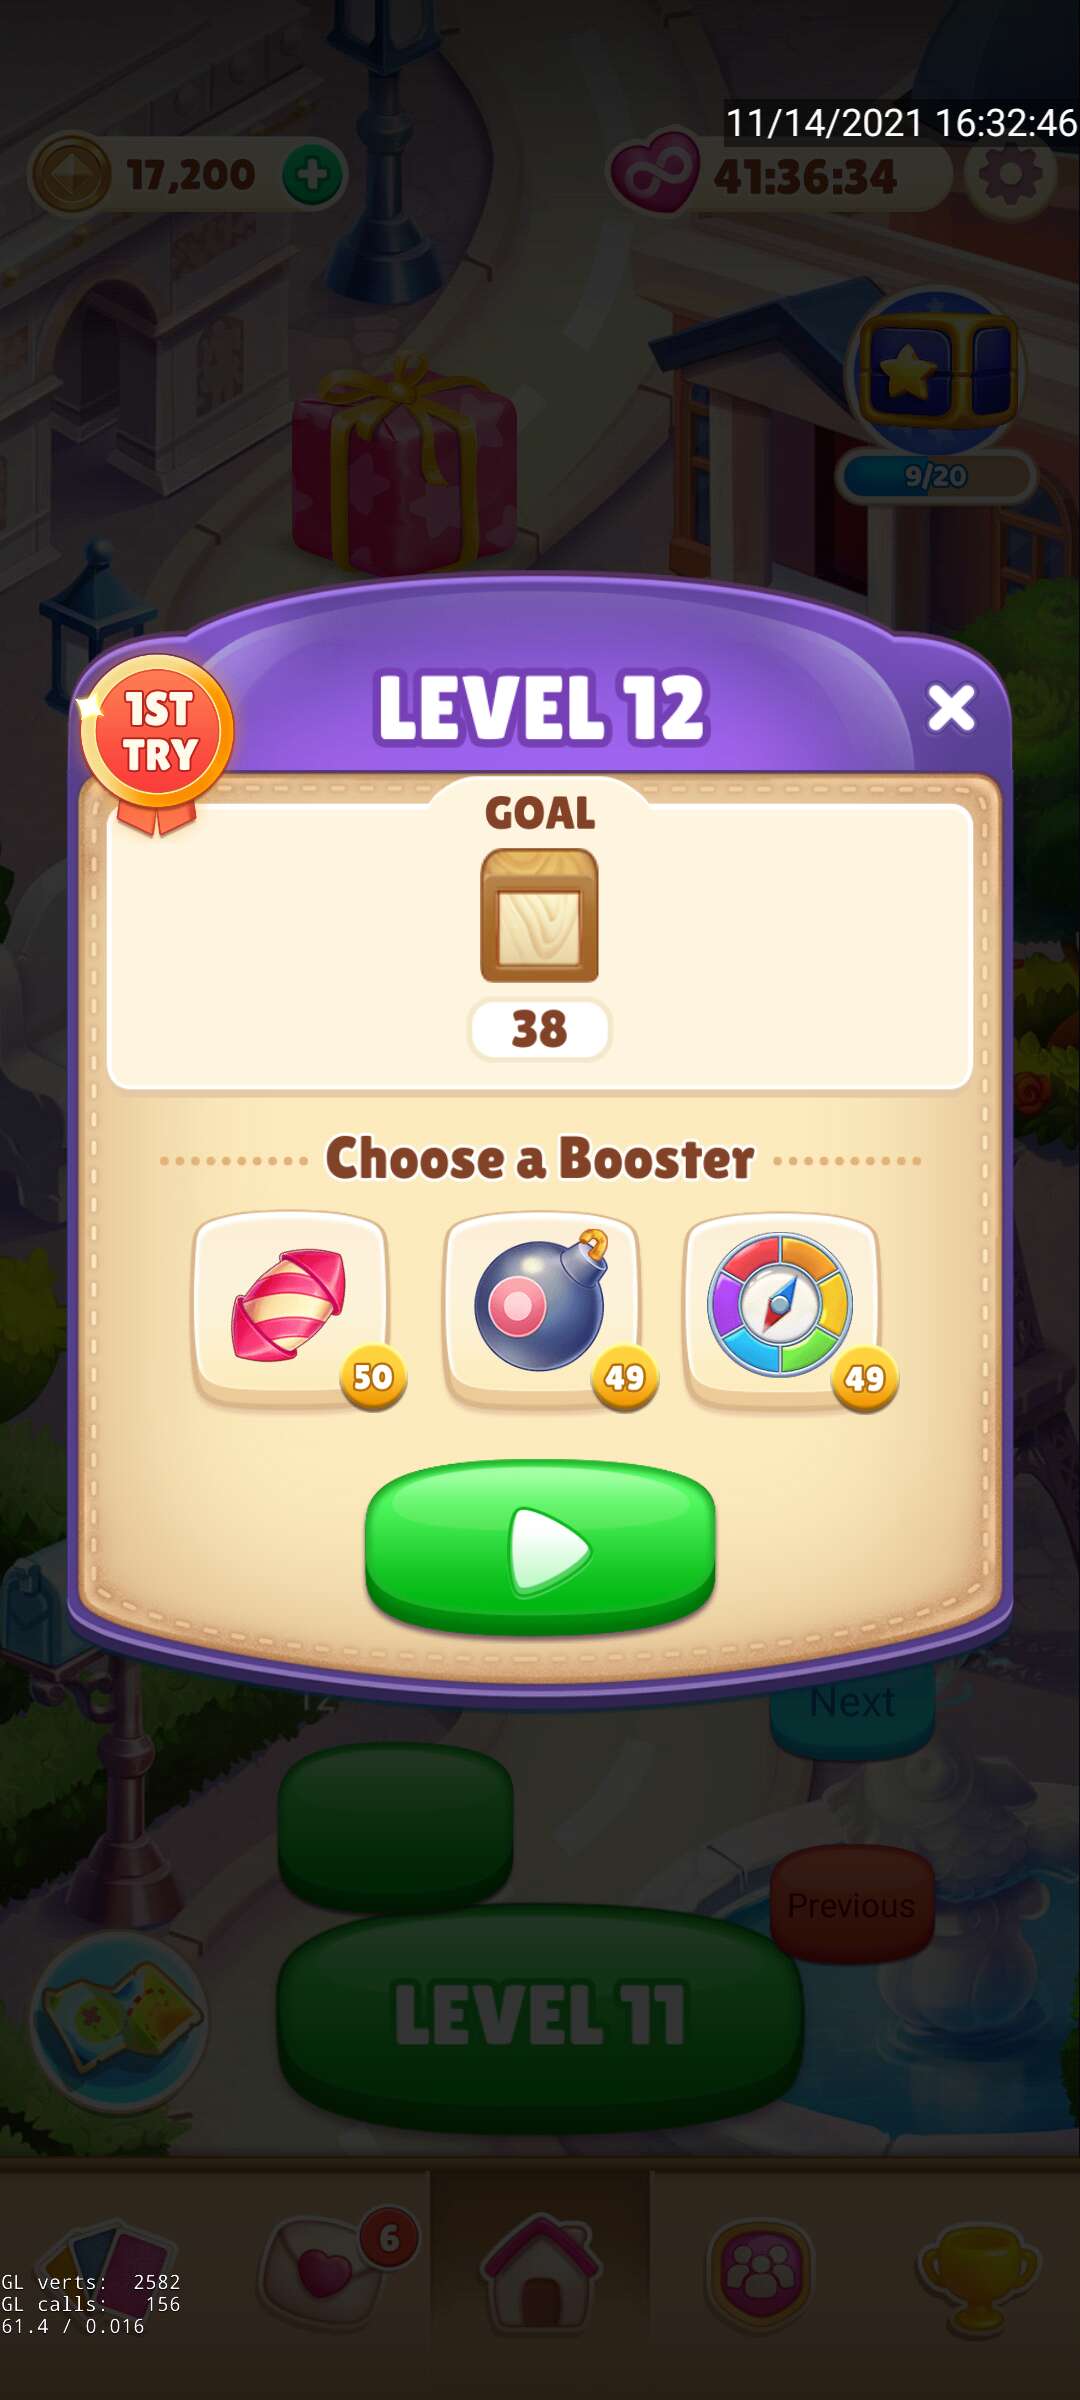 11/14/2021 16:32:46
17,200
41:36:34
9/20
1ST
TRY
LEVEL 12
GOAL
38
Choose a Booster
50
49
49
12
Next
Previous
LEVEL 11
6
GL verts: 2582
GL calls: 156
61.4 / 0.016